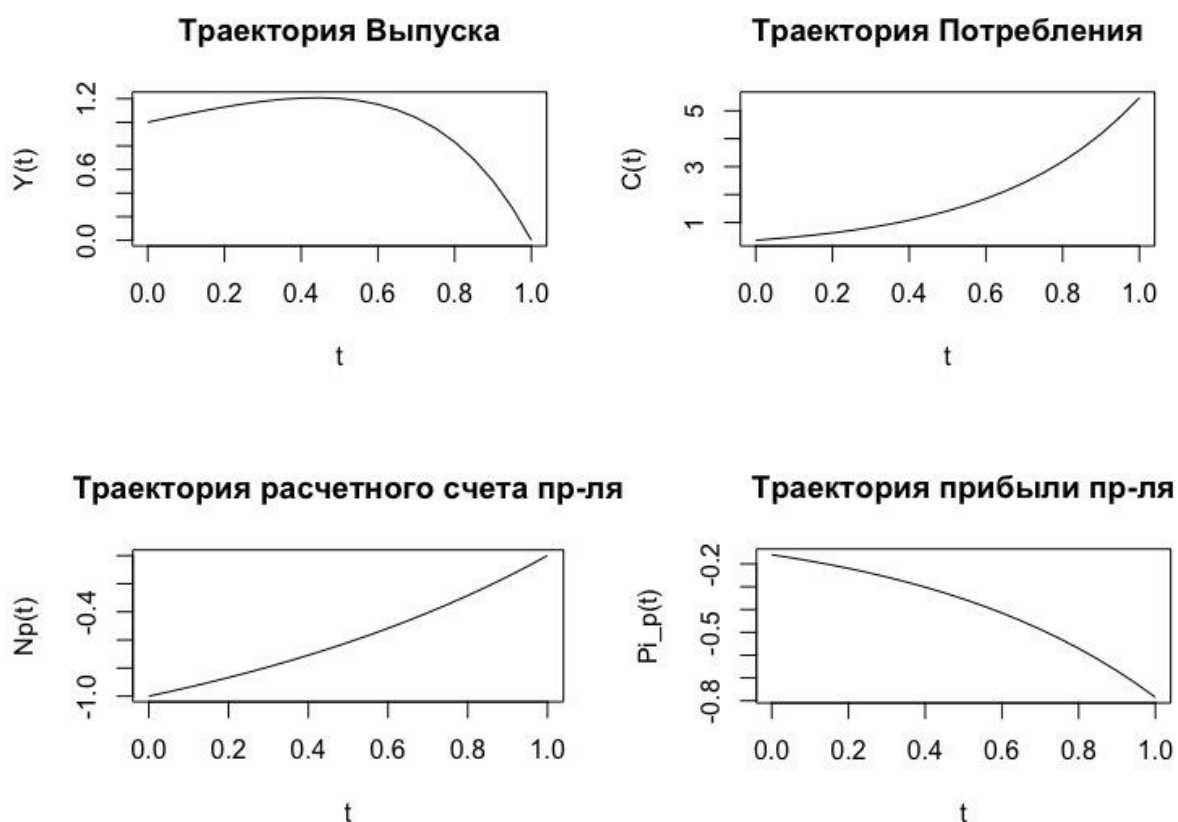 Траектория Выпуска
Y(t)
1.2
0.6
0.0
0.0 0.2 0.4 0.6 0.8 1.0
t
Траектория Потребления
C(t)
5
3
1
0.0 0.2 0.4 0.6 0.8 1.0
t
Траектория расчетного счета пр-ля
Np(t)
-0.4
-1.0
0.0 0.2 0.4 0.6 0.8 1.0
t
Траектория прибыли пр-ля
Pi_p(t)
-0.2
-0.5
-0.8
0.0 0.2 0.4 0.6 0.8 1.0
t